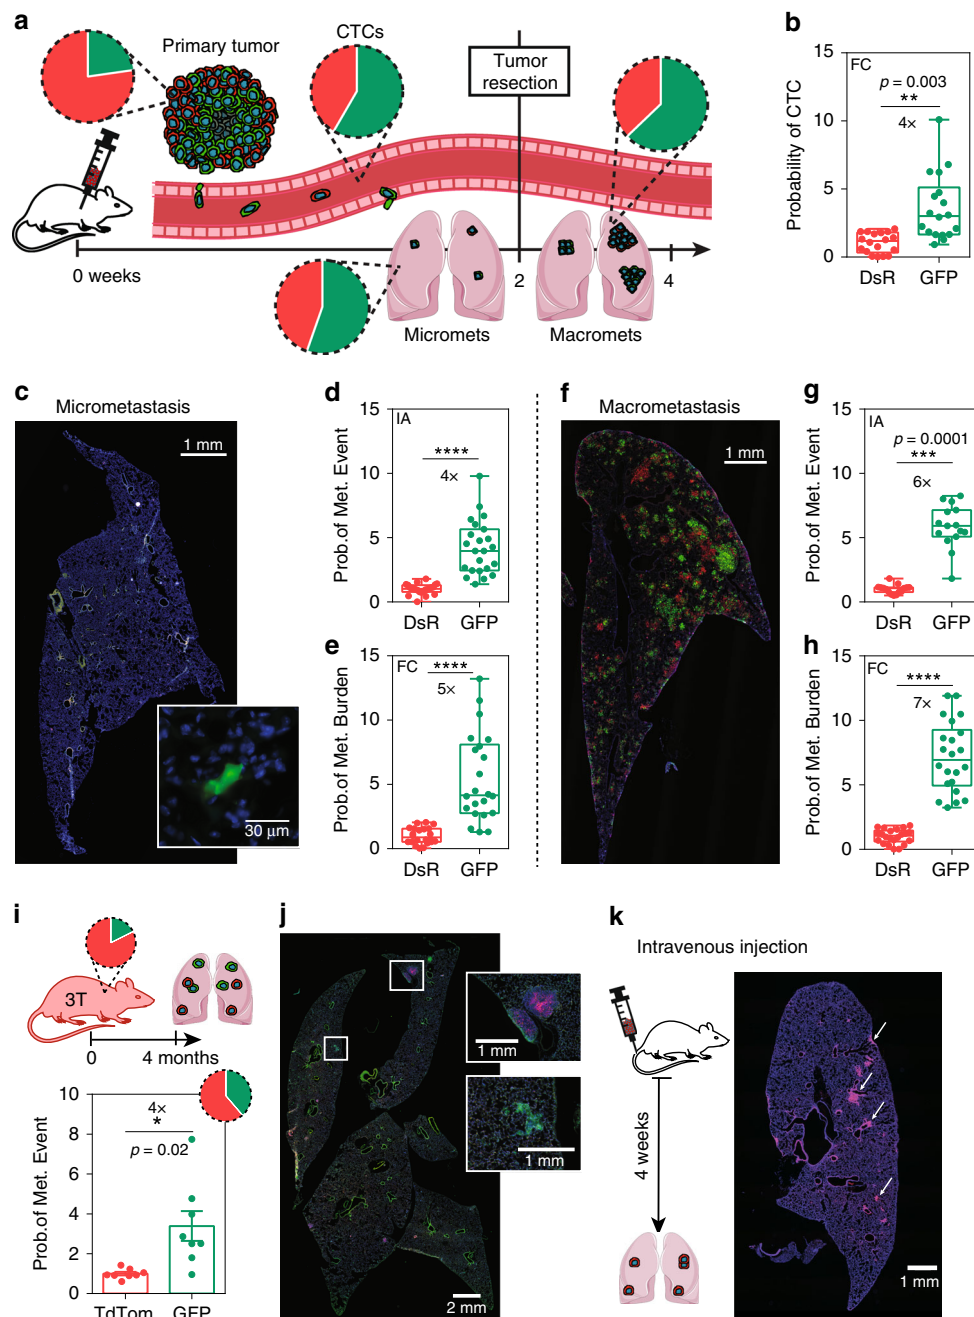 a
Primary tumor
CTCs
Tumor
resection
0 weeks
2
4
Micromets
Macromets
b
15
10
5
0
Probability of CTC
FC
p = 0.003
**
4×
DsR
GFP
c
Micrometastasis
1 mm
30 µm
d
15
10
5
0
Prob.of Met. Event
IA
****
4×
DsR
GFP
e
15
10
5
0
Prob.of Met. Burden
FC
****
5×
DsR
GFP
f
Macrometastasis
1 mm
g
15
10
5
0
Prob.of Met. Event
IA
p = 0.0001
***
6×
DsR
GFP
h
15
10
5
0
Prob.of Met. Burden
FC
****
7×
DsR
GFP
i
3T
0
4 months
10
8
6
4
2
0
Prob.of Met. Event
4×
*
p = 0.02
TdTom
GFP
j
1 mm
1 mm
2 mm
k
Intravenous injection
4 weeks
1 mm